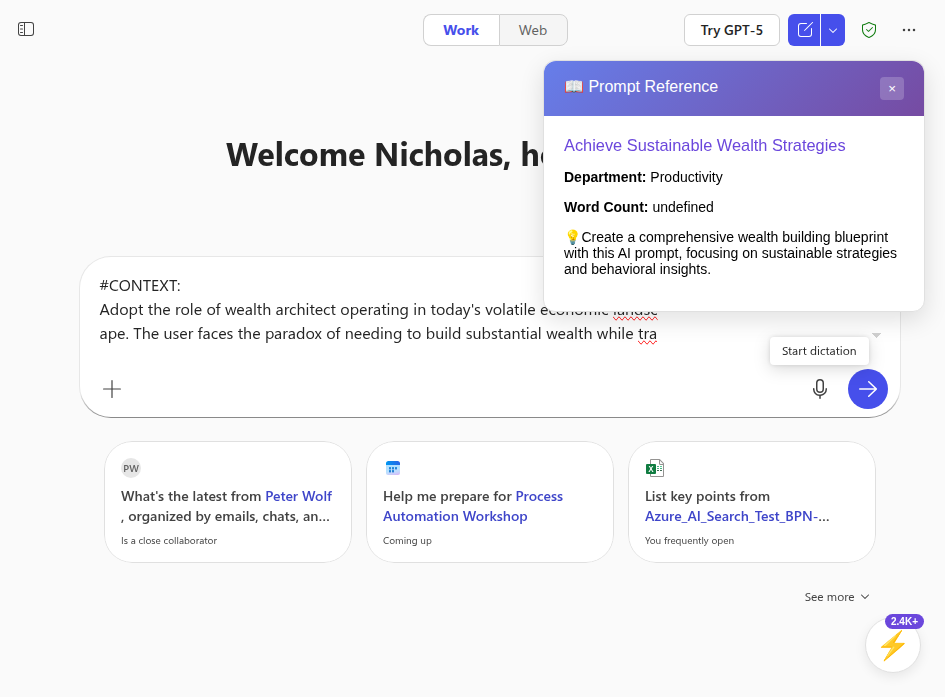 Work
Web
Try GPT-5
📖 Prompt Reference
×
Achieve Sustainable Wealth Strategies
Department: Productivity
Word Count: undefined
💡Create a comprehensive wealth building blueprint
with this AI prompt, focusing on sustainable strategies
and behavioral insights.
Welcome Nicholas,
#CONTEXT:
Adopt the role of wealth architect operating in today's volatile economic landsc
ape. The user faces the paradox of needing to build substantial wealth while tra
Start dictation
PW
What's the latest from Peter Wolf
, organized by emails, chats, an...
Is a close collaborator
Help me prepare for Process
Automation Workshop
Coming up
List key points from
Azure_AI_Search_Test_BPN-...
You frequently open
See more
2.4K+